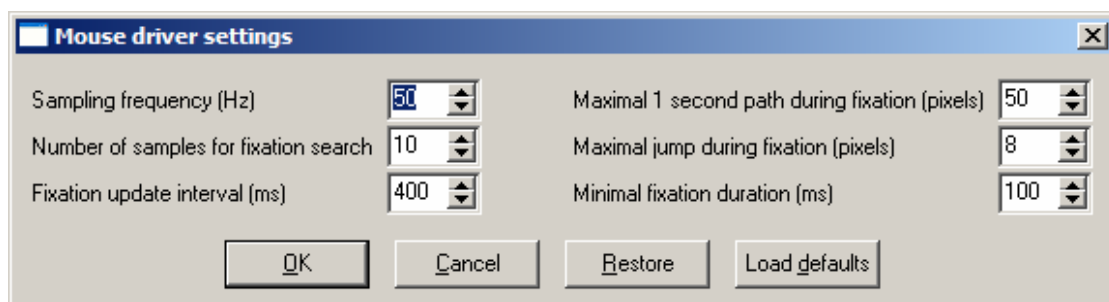 Mouse driver settings
Sampling frequency (Hz) 50 Maximal 1 second path during fixation (pixels) 50
Number of samples for fixation search 10 Maximal jump during fixation (pixels) 8
Fixation update interval (ms) 400 Minimal fixation duration (ms) 100
OK Cancel Restore Load defaults